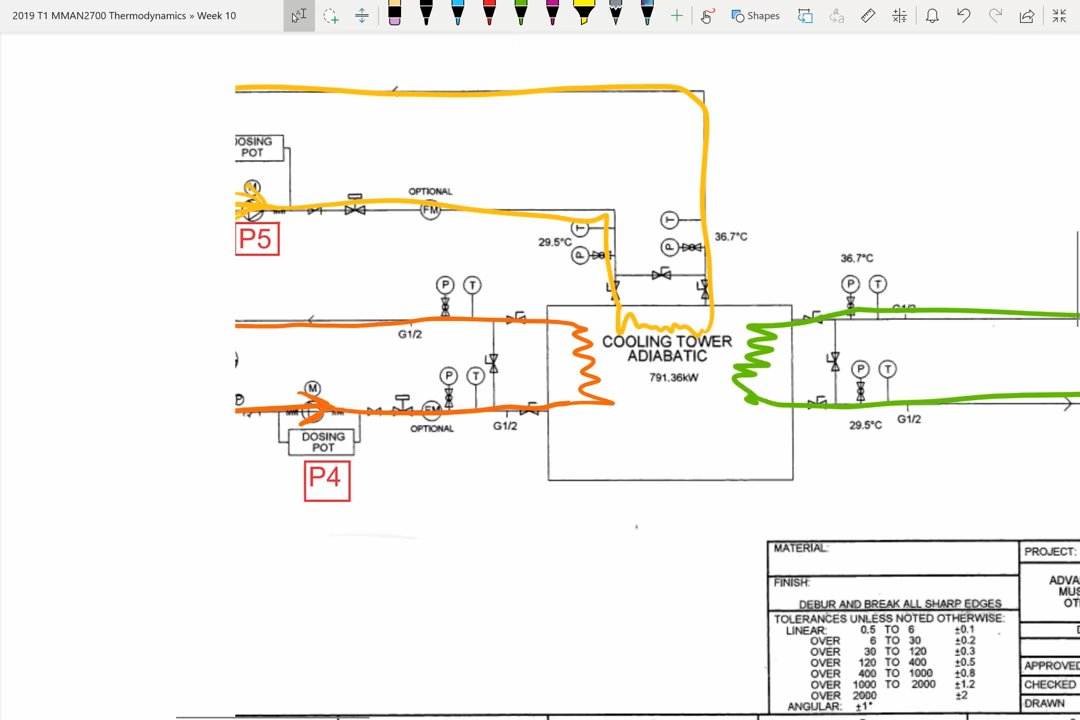 2019 T1 MMAN2700 Thermodynamics » Week 10
Shapes
DOSING
POT
M
OPTIONAL
FM
P5
29.5°C
T
P
T
P
36.7°C
36.7°C
P T
P T
G1/2
COOLING TOWER
ADIABATIC
791.36kW
P T
P T
M
FM
OPTIONAL
G1/2
29.5°C
G1/2
DOSING
POT
P4
MATERIAL:
PROJECT:
FINISH:
DEBUR AND BREAK ALL SHARP EDGES
ADVA
MUS
OT
TOLERANCES UNLESS NOTED OTHERWISE:
LINEAR: 0.5 TO 6 ±0.1
OVER 6 TO 30 ±0.2
OVER 30 TO 120 ±0.3
OVER 120 TO 400 ±0.5
OVER 400 TO 1000 ±0.8
OVER 1000 TO 2000 ±1.2
OVER 2000 ±2
ANGULAR: ±1°
APPROVED
CHECKED
DRAWN